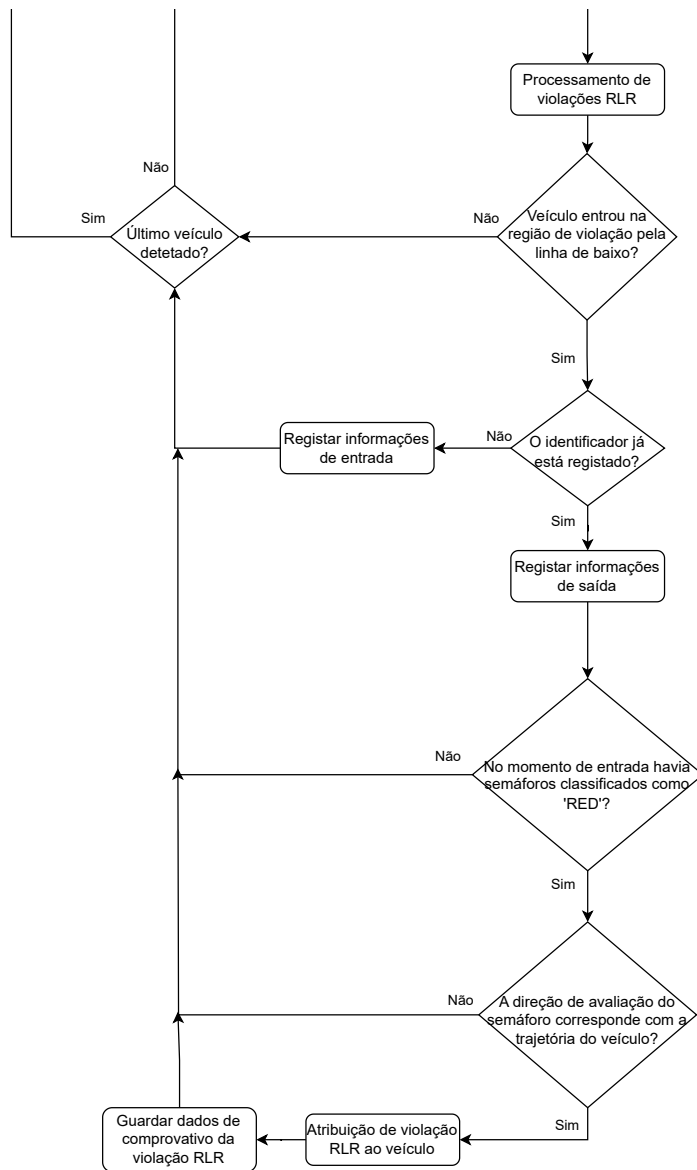 Processamento de
violações RLR
Não
Sim
Último veículo
detetado?
Não
Veículo entrou na
região de violação pela
linha de baixo?
Sim
Registar informações
de entrada
Não
O identificador já
está registado?
Sim
Registar informações
de saída
Não
No momento de entrada havia
semáforos classificados como
'RED'?
Sim
Não
A direção de avaliação do
semáforo corresponde com a
trajetória do veículo?
Sim
Guardar dados de
comprovativo da
violação RLR
Atribuição de violação
RLR ao veículo